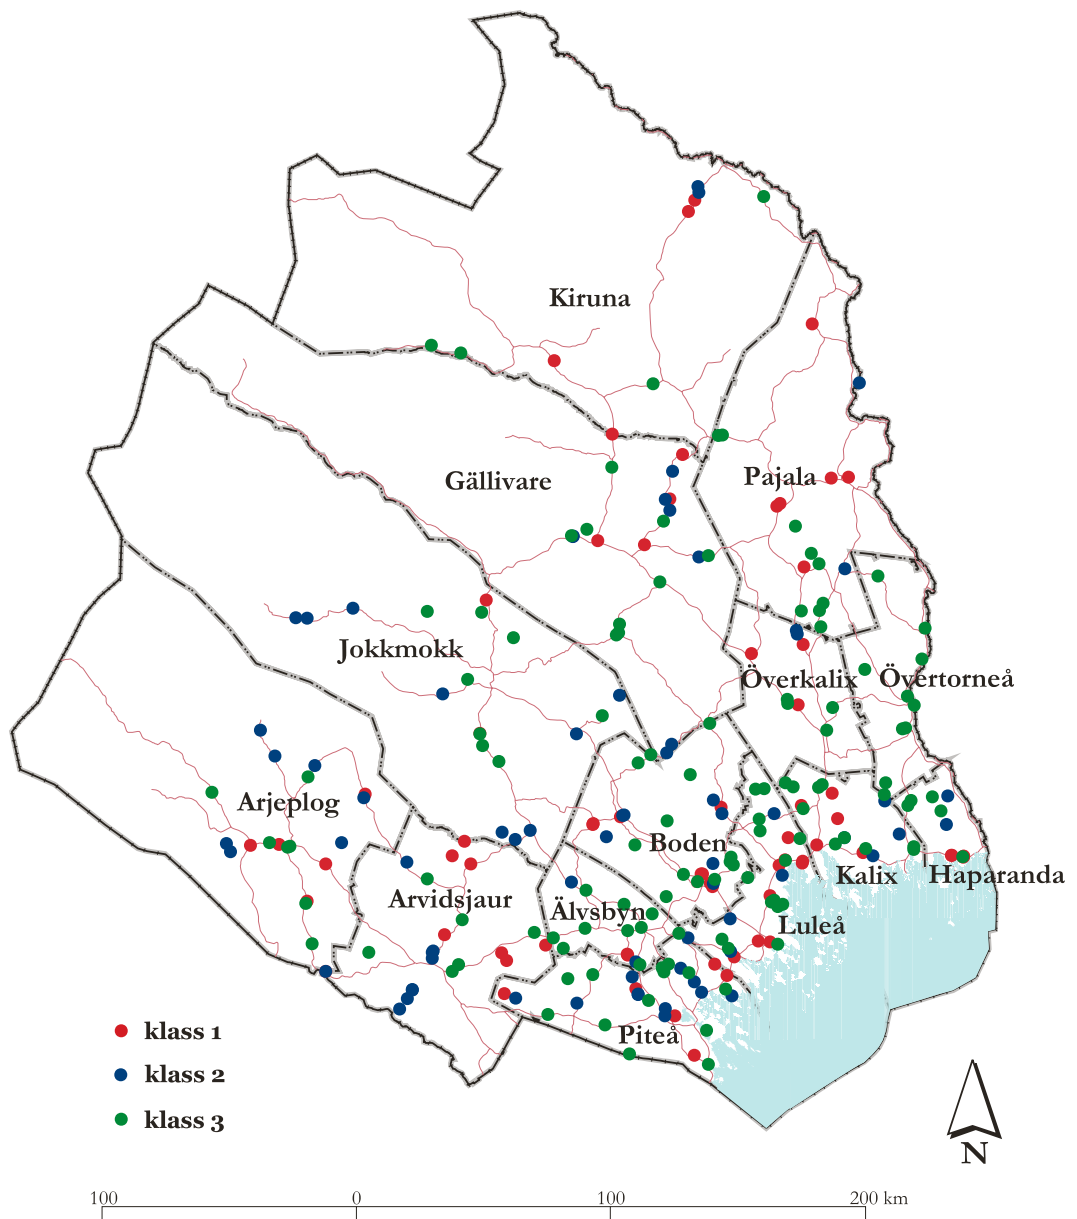 Kiruna
Gällivare
Pajala
Jokkmokk
Överkalix
Övertorneå
Arjeplog
Boden
Kalix
Haparanda
Arvidsjaur
Älvsbyn
Luleå
Piteå
klass 1
klass 2
klass 3
N
100 0 100 200 km